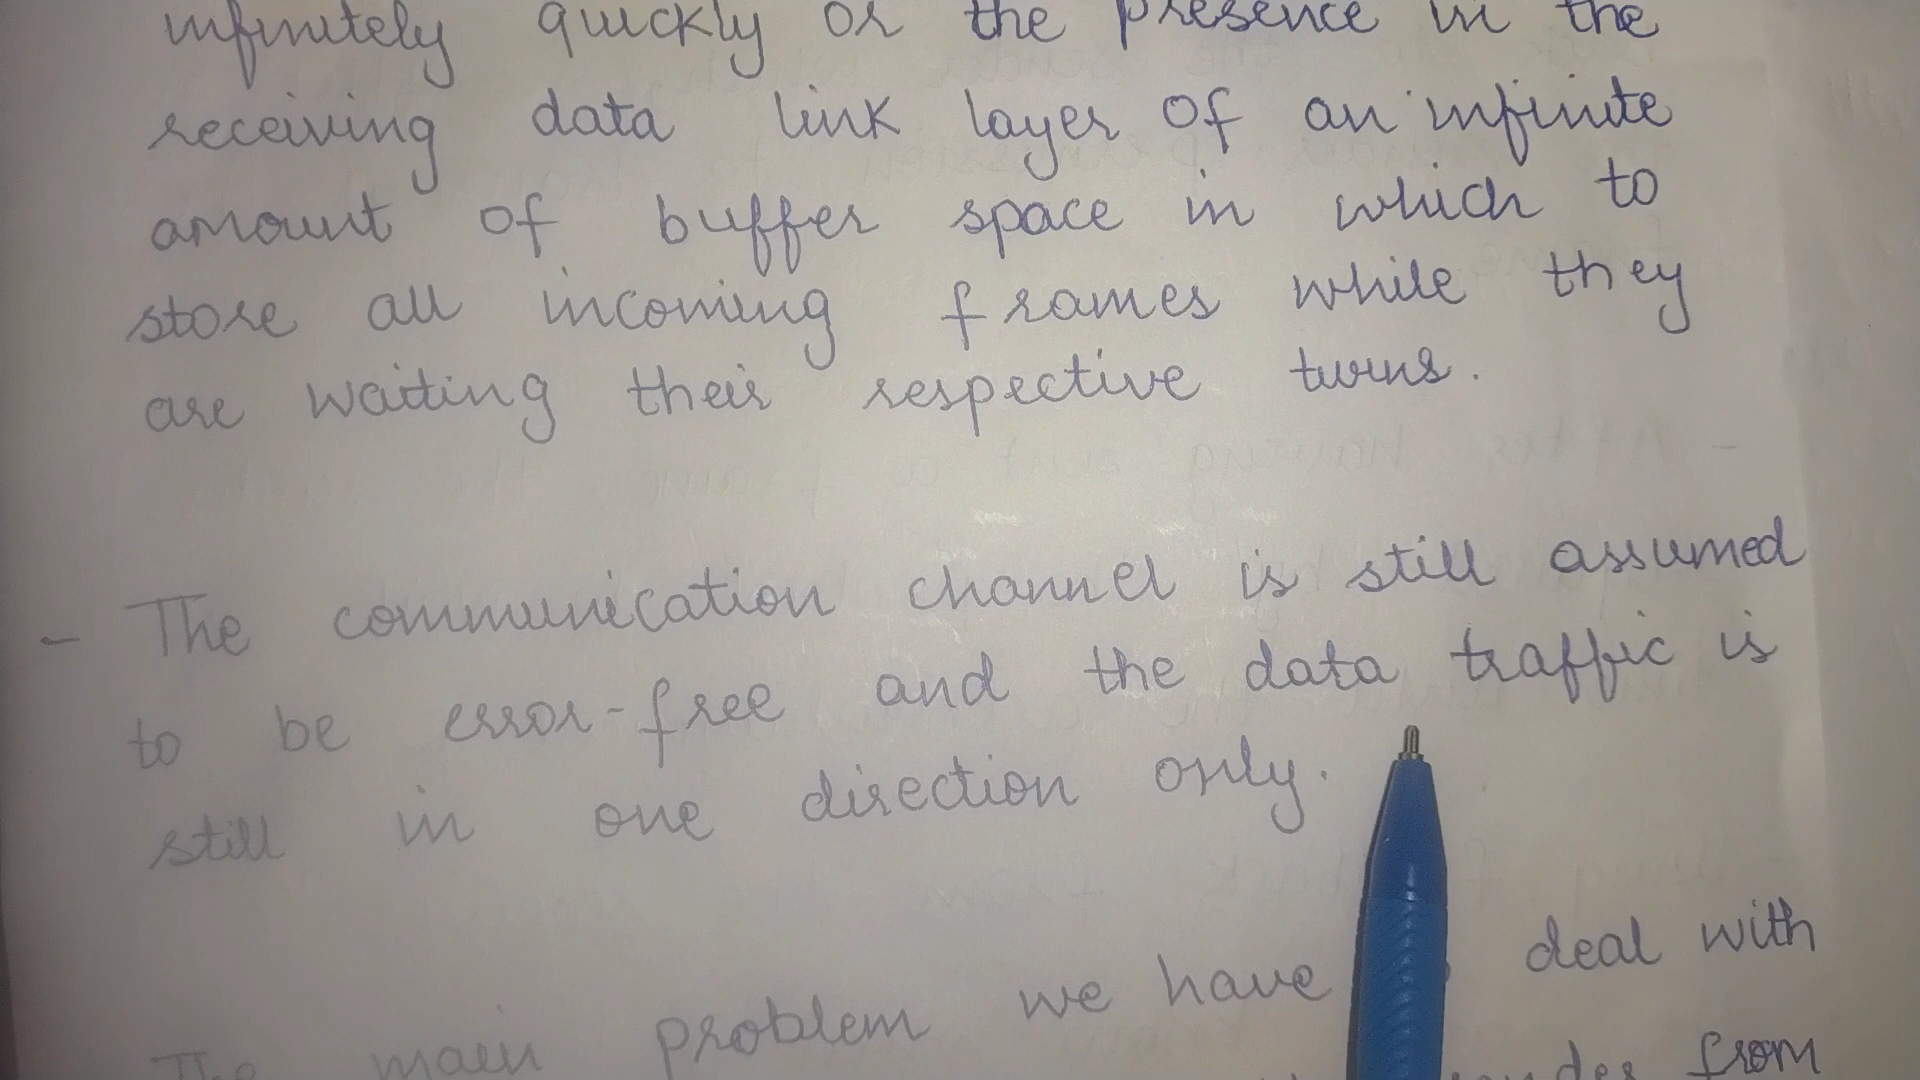 infinitely quickly or the presence in the
receiving data link layer of an infinite
amount of buffer space in which to
store all incoming frames while they
are waiting their respective turns.
- The communication channel is still assumed
to be error-free and the data traffic is
still in one direction only.
The main problem we have deal with
from